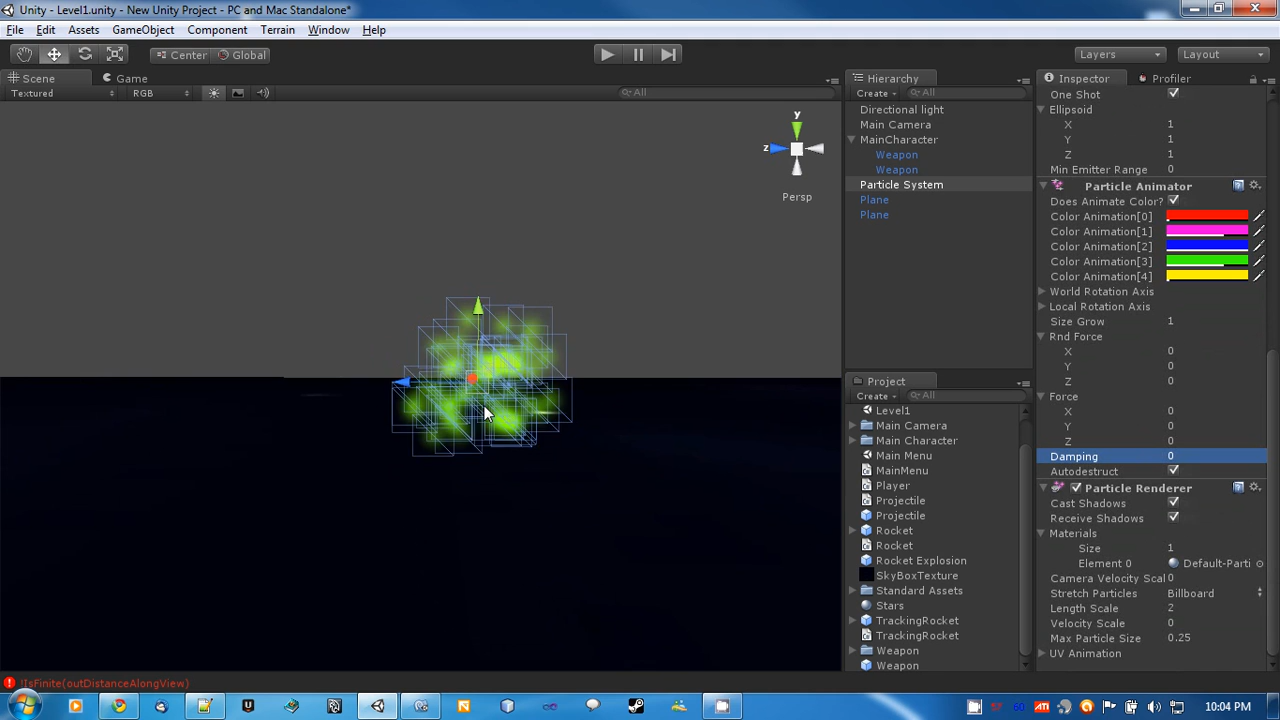 Unity - Level1.unity - New Unity Project - PC and Mac Standalone*
File Edit Assets GameObject Component Terrain Window Help
Center Global Layers Layout
Scene Game
Textured RGB All
y
z
Persp
Hierarchy
Create All
Directional light
Main Camera
MainCharacter
Weapon
Weapon
Particle System
Plane
Plane
Project
Create All
Level1
Main Camera
Main Character
Main Menu
MainMenu
Player
Projectile
Projectile
Rocket
Rocket
Rocket Explosion
SkyBoxTexture
Standard Assets
Stars
TrackingRocket
TrackingRocket
Weapon
Weapon
Inspector Profiler
One Shot
Ellipsoid
X 1
Y 1
Z 1
Min Emitter Range 0
Particle Animator
Does Animate Color?
Color Animation[0]
Color Animation[1]
Color Animation[2]
Color Animation[3]
Color Animation[4]
World Rotation Axis
Local Rotation Axis
Size Grow 1
Rnd Force
X 0
Y 0
Z 0
Force
X 0
Y 0
Z 0
Damping 0
Autodestruct
Particle Renderer
Cast Shadows
Receive Shadows
Materials
Size 1
Element 0 Default-Parti
Camera Velocity Scal 0
Stretch Particles Billboard
Length Scale 2
Velocity Scale 0
Max Particle Size 0.25
UV Animation
!IsFinite(outDistanceAlongView)
60 10:04 PM